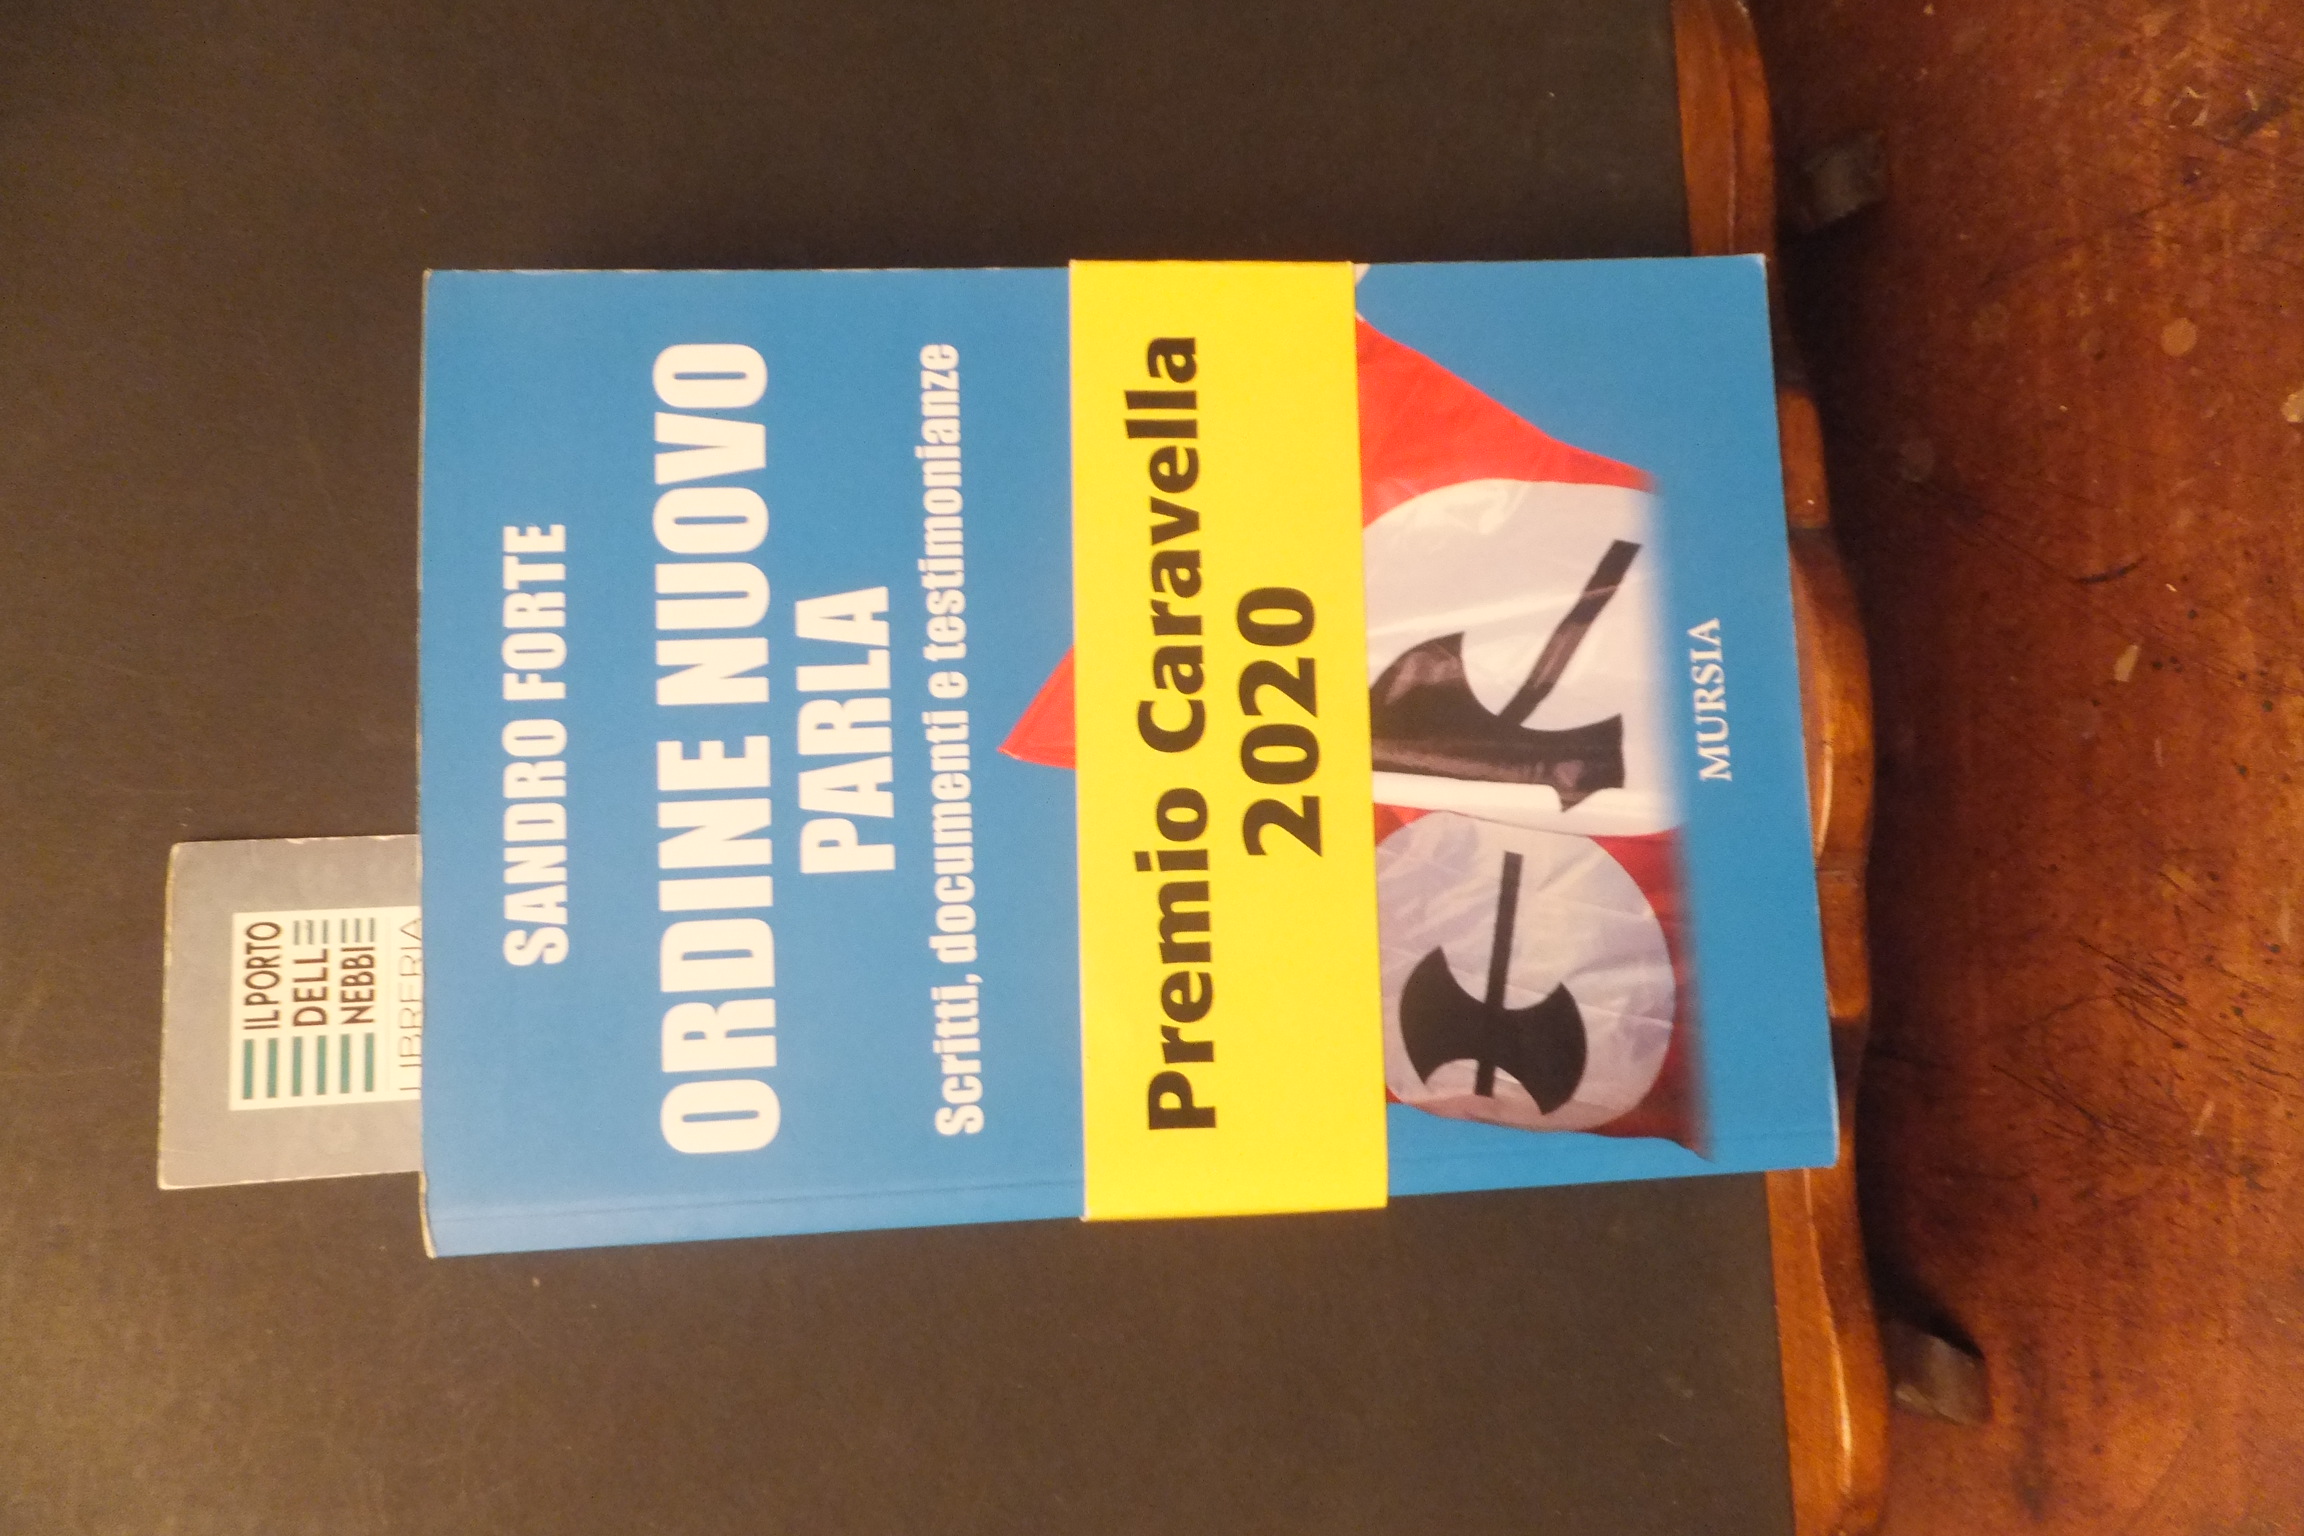 SANDRO FORTE
ORDINE NUOVO
PARLA
Scritti, documenti e testimonianze
Premio Caravella
2020
MURSIA
IL PORTO
DELLE
NEBBIE
LIBRERIA